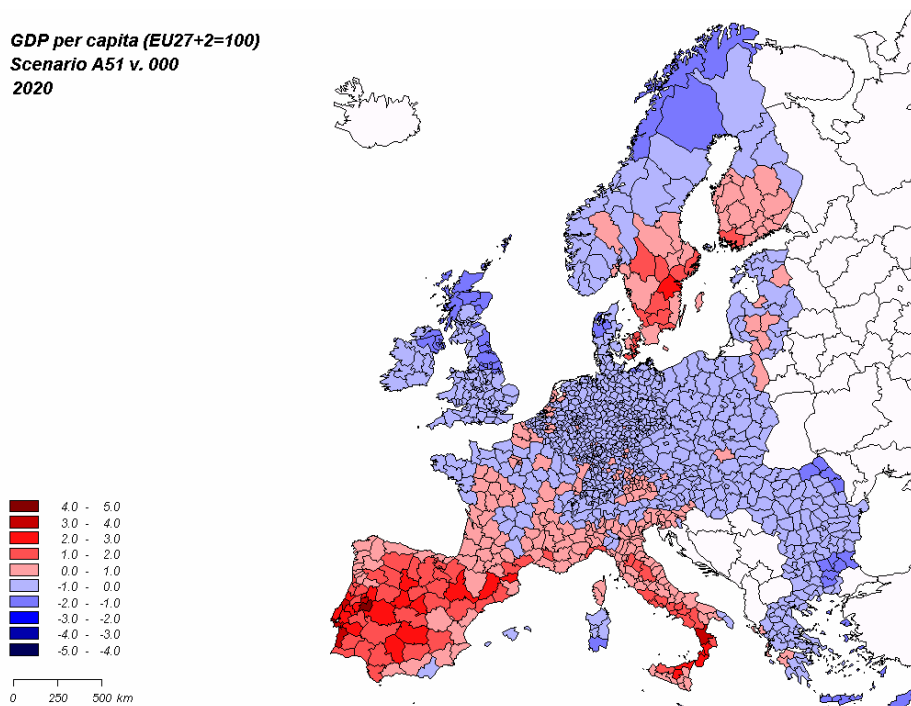 GDP per capita (EU27+2=100)
Scenario A51 v. 000
2020
4.0 - 5.0
3.0 - 4.0
2.0 - 3.0
1.0 - 2.0
0.0 - 1.0
-1.0 - 0.0
-2.0 - -1.0
-3.0 - -2.0
-4.0 - -3.0
-5.0 - -4.0
0 250 500 km